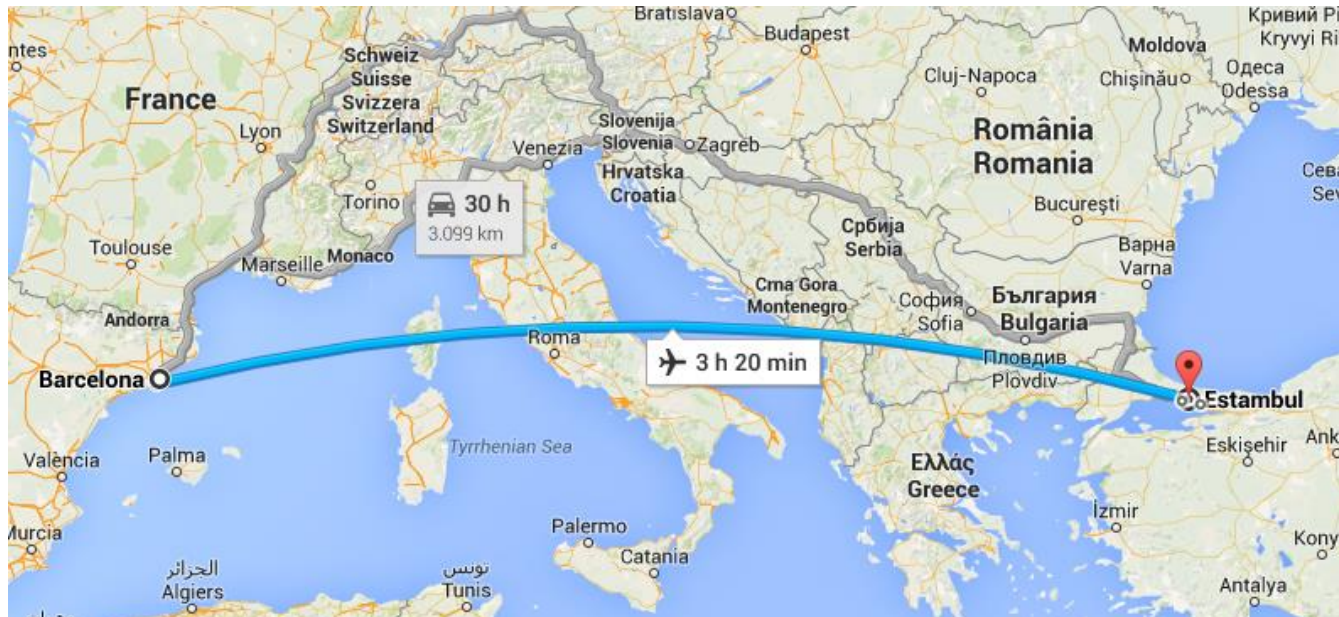 Bratislava
Кривий Рі
Kryvyi Ri
ntes
Budapest
Moldova
Schweiz
Suisse
Svizzera
Switzerland
Cluj-Napoca
Chișinău
Одеса
Odessa
France
Lyon
Slovenija
Slovenia
Zagreb
România
Romania
Venezia
Hrvatska
Croatia
Сева
Sev
Torino
30 h
3.099 km
București
Србија
Serbia
Toulouse
Monaco
Marseille
Варна
Varna
Crna Gora
Montenegro
София
Sofia
България
Bulgaria
Andorra
Roma
3 h 20 min
Пловдив
Plovdiv
Barcelona
Estambul
Tyrrhenian Sea
València
Palma
Eskişehir
Ank
Ελλάς
Greece
Palermo
İzmir
Murcia
Kony
Catania
الجزائر
Algiers
تونس
Tunis
Antalya